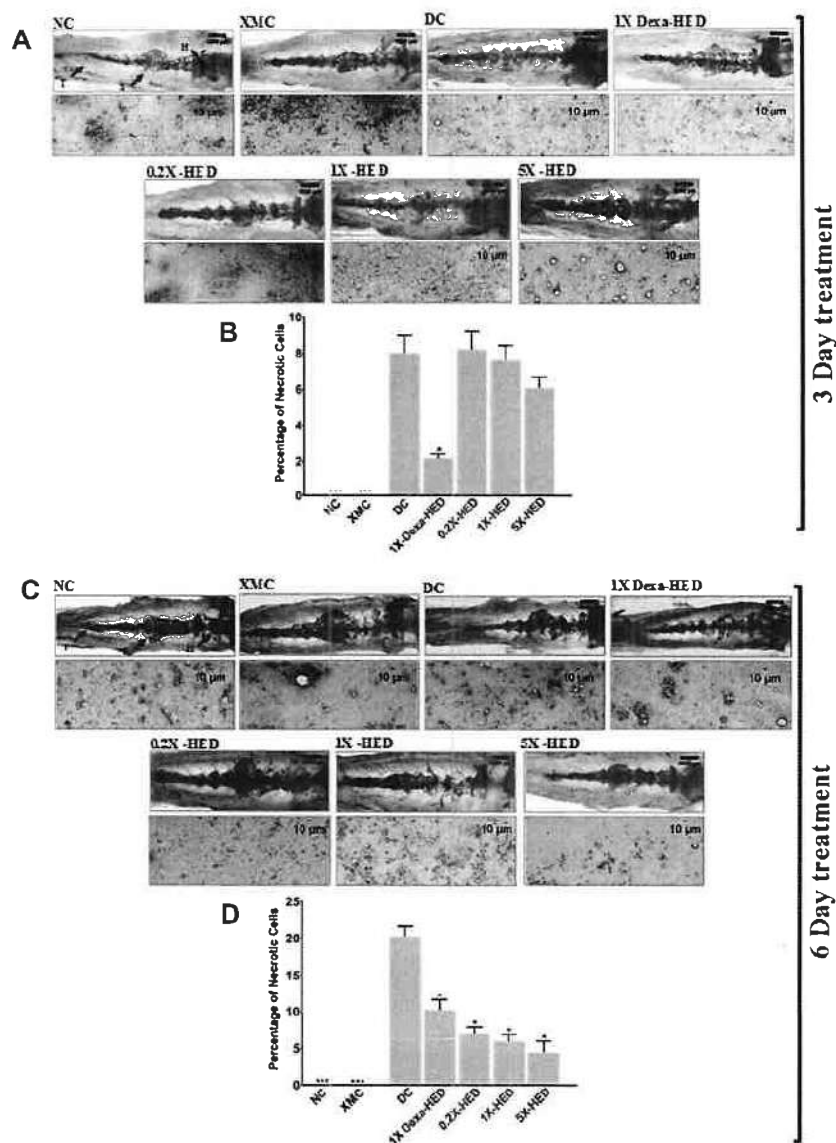 A
NC
XMC
DC
1X Dexa-HED
H
10 µm
10 µm
10 µm
0.2X -HED
1X -HED
5X -HED
10 µm
10 µm
10 µm
3 Day treatment
B
Percentage of Necrotic Cells
10
8
6
4
2
0
NC
XMC
DC
1X-Dexa-HED
0.2X-HED
1X-HED
5X-HED
C
NC
XMC
DC
1X Dexa-HED
10 µm
10 µm
10 µm
10 µm
0.2X -HED
1X -HED
5X -HED
10 µm
10 µm
10 µm
6 Day treatment
D
Percentage of Necrotic Cells
25
20
15
10
5
0
NC
XMC
DC
1X Dexa-HED
0.2X-HED
1X-HED
5X-HED